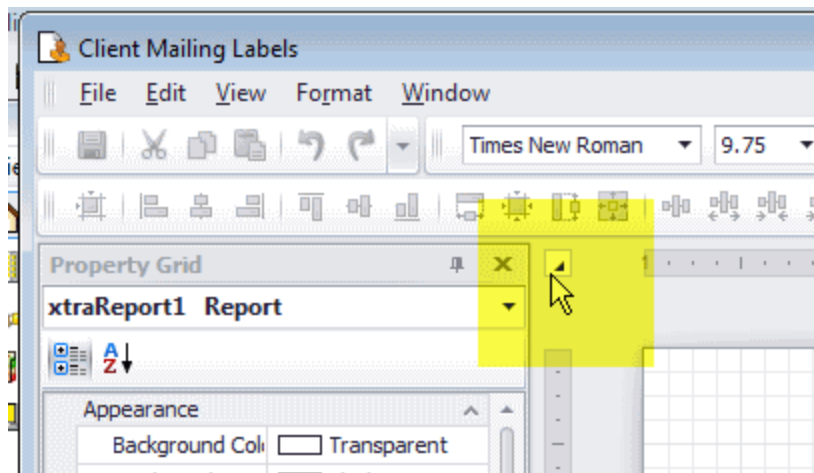 Client Mailing Labels
File Edit View Format Window
Times New Roman 9.75
Property Grid
xtraReport1 Report
Appearance
Background Col Transparent